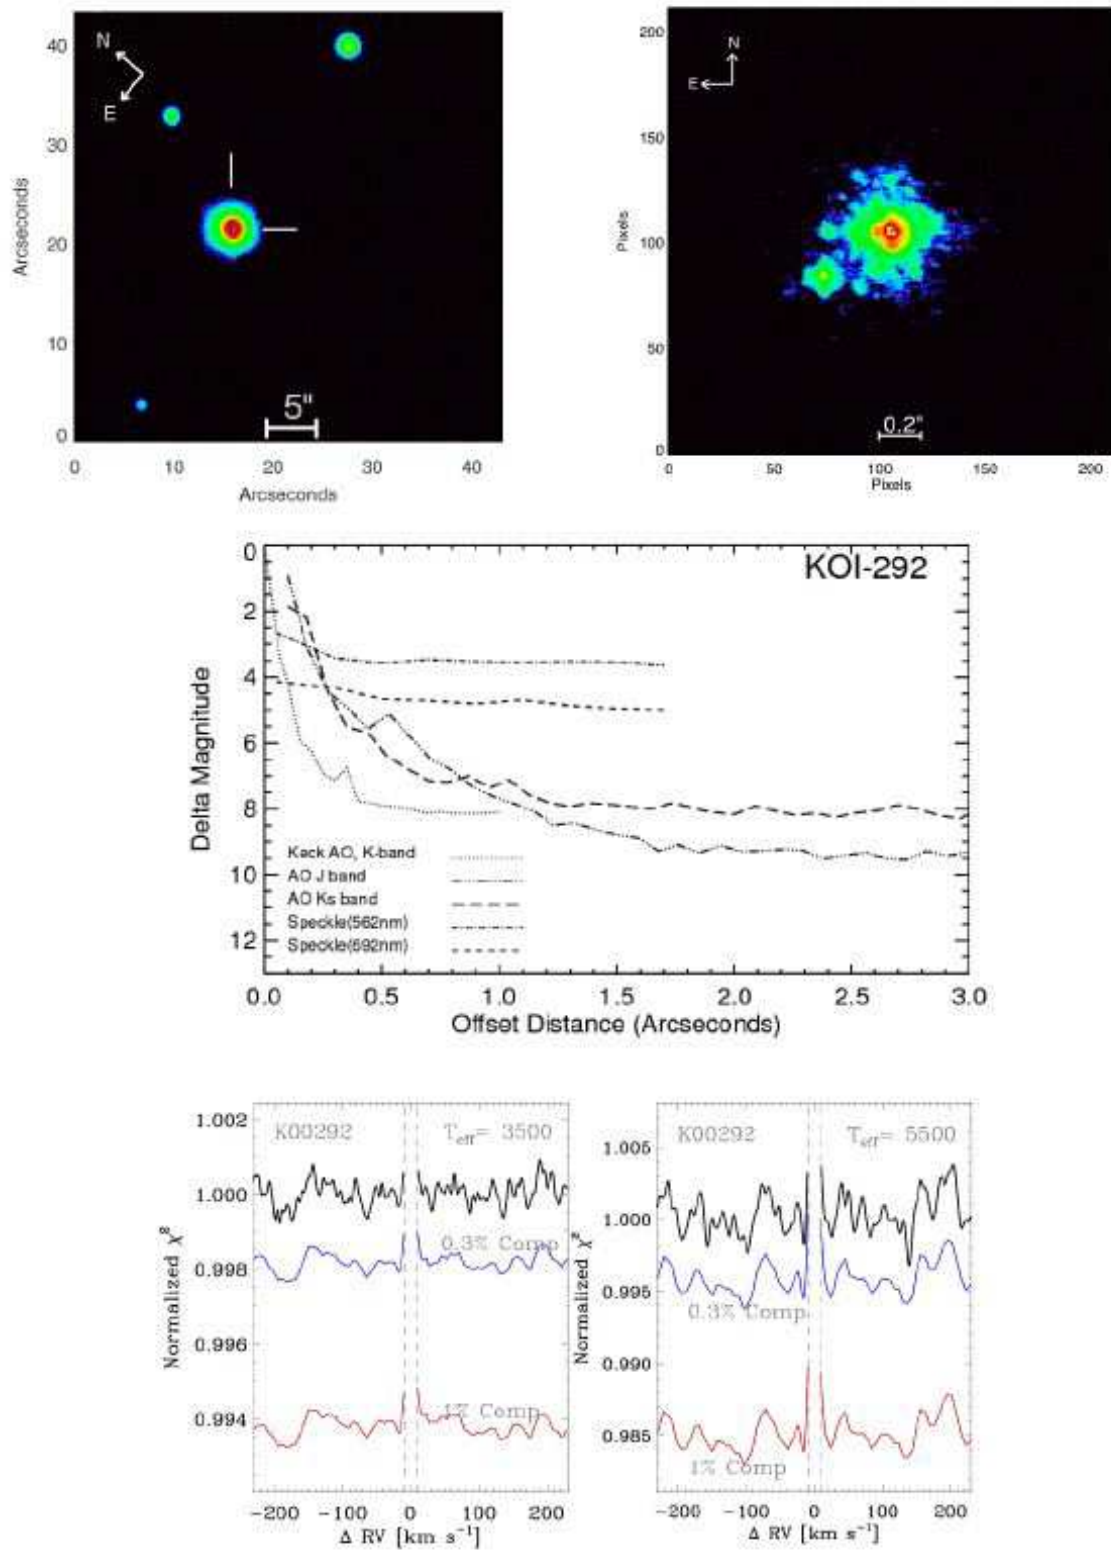 40
30
20
10
0
Arcseconds
N
E
5"
0 10 20 30 40
Arcseconds
200
150
100
50
0
Pixels
N
E
0.2"
0 50 100 150 200
Pixels
KOI-292
0
2
4
6
8
10
12
Delta Magnitude
Keck AO, K-band
AO J band
AO Ks band
Speckle(562nm)
Speckle(692nm)
0.0 0.5 1.0 1.5 2.0 2.5 3.0
Offset Distance (Arcseconds)
1.002
1.000
0.998
0.996
0.994
Normalized χ²
K00292 Teff= 3500
0.3% Comp
1% Comp
-200 -100 0 100 200
Δ RV [km s⁻¹]
1.005
1.000
0.995
0.990
0.985
Normalized χ²
K00292 Teff= 5500
0.3% Comp
1% Comp
-200 -100 0 100 200
Δ RV [km s⁻¹]